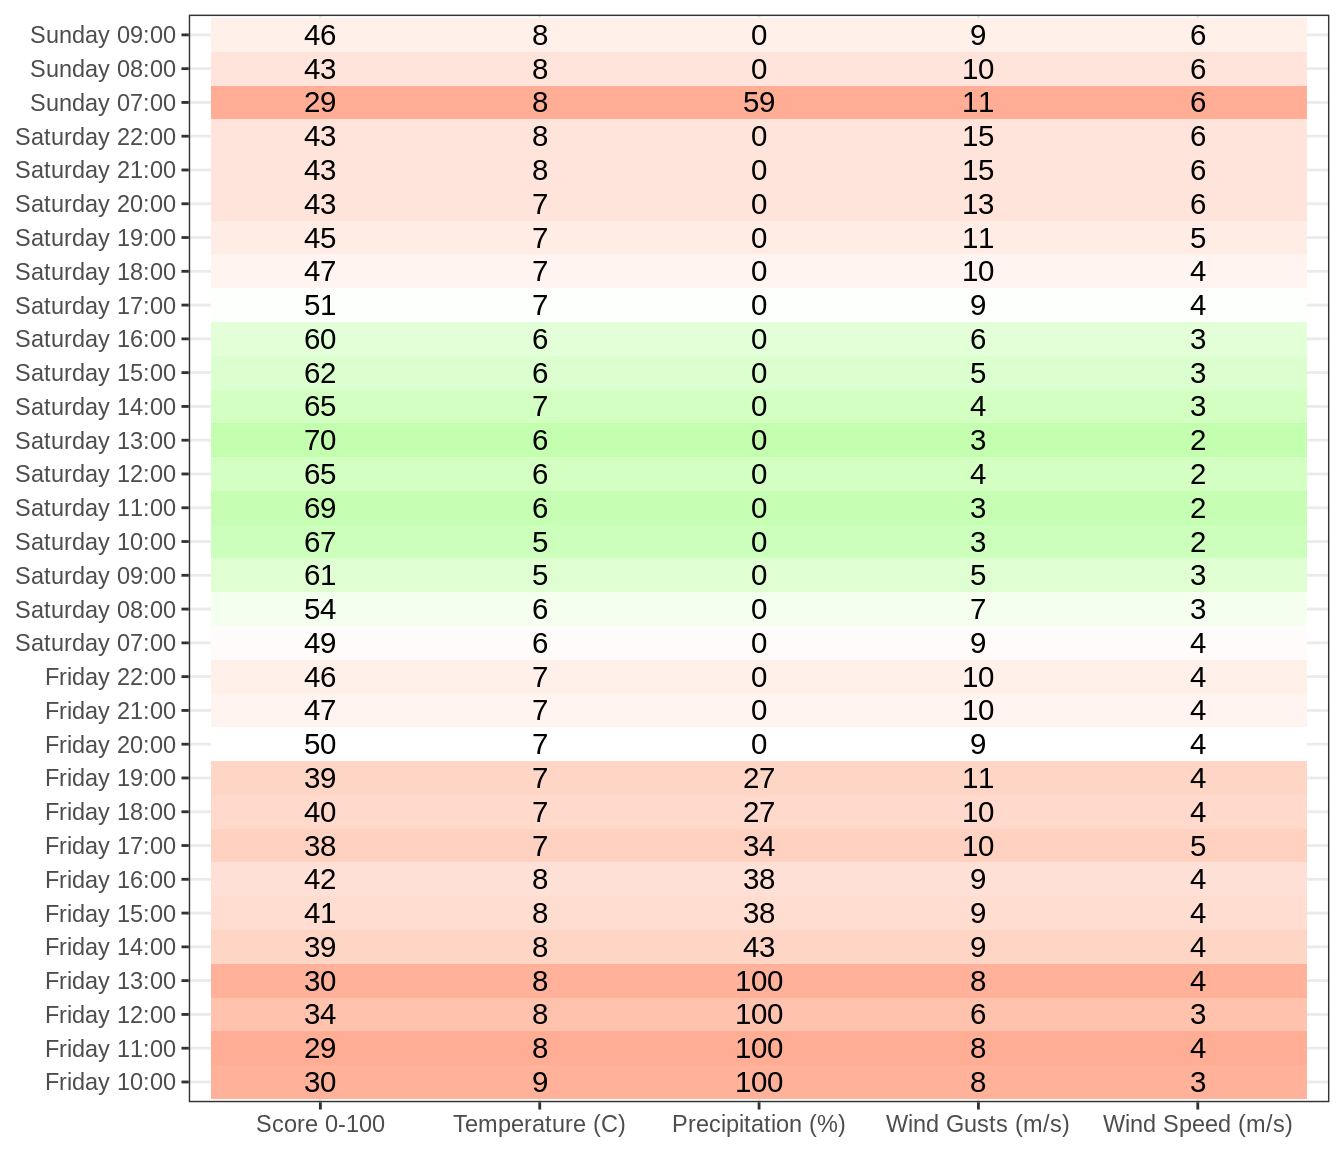 Sunday 09:00 46 8 0 9 6
Sunday 08:00 43 8 0 10 6
Sunday 07:00 29 8 59 11 6
Saturday 22:00 43 8 0 15 6
Saturday 21:00 43 8 0 15 6
Saturday 20:00 43 7 0 13 6
Saturday 19:00 45 7 0 11 5
Saturday 18:00 47 7 0 10 4
Saturday 17:00 51 7 0 9 4
Saturday 16:00 60 6 0 6 3
Saturday 15:00 62 6 0 5 3
Saturday 14:00 65 7 0 4 3
Saturday 13:00 70 6 0 3 2
Saturday 12:00 65 6 0 4 2
Saturday 11:00 69 6 0 3 2
Saturday 10:00 67 5 0 3 2
Saturday 09:00 61 5 0 5 3
Saturday 08:00 54 6 0 7 3
Saturday 07:00 49 6 0 9 4
Friday 22:00 46 7 0 10 4
Friday 21:00 47 7 0 10 4
Friday 20:00 50 7 0 9 4
Friday 19:00 39 7 27 11 4
Friday 18:00 40 7 27 10 4
Friday 17:00 38 7 34 10 5
Friday 16:00 42 8 38 9 4
Friday 15:00 41 8 38 9 4
Friday 14:00 39 8 43 9 4
Friday 13:00 30 8 100 8 4
Friday 12:00 34 8 100 6 3
Friday 11:00 29 8 100 8 4
Friday 10:00 30 9 100 8 3
Score 0-100 Temperature (C) Precipitation (%) Wind Gusts (m/s) Wind Speed (m/s)